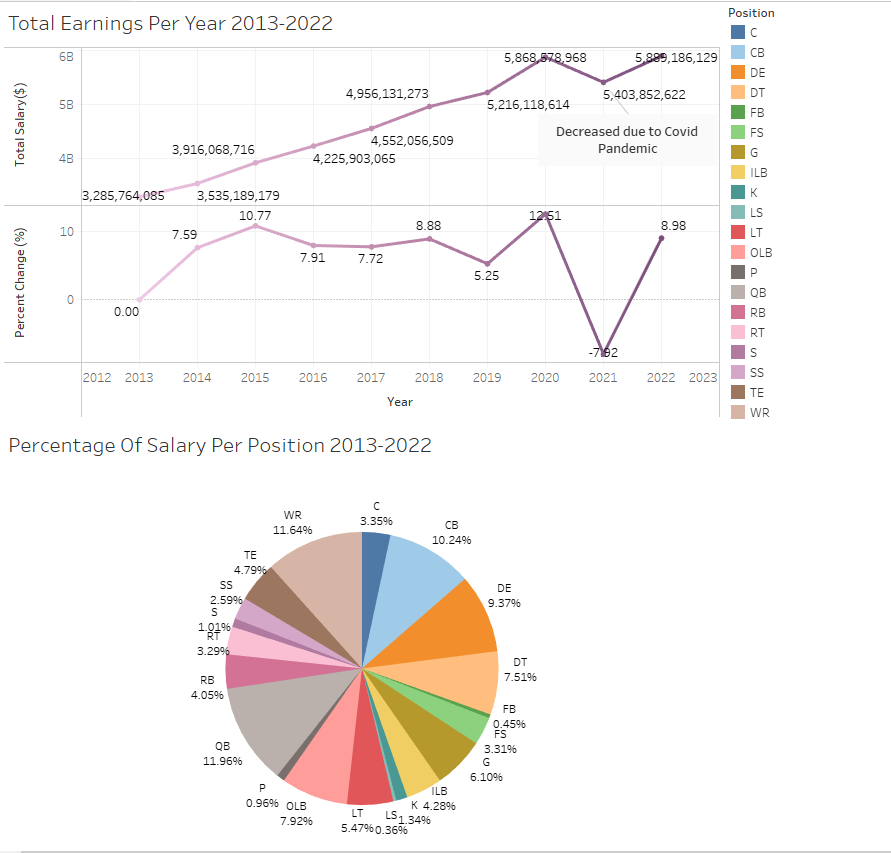 Total Earnings Per Year 2013-2022
Total Salary($)
6B
5B
4B
3,285,764,085
3,535,189,179
3,916,068,716
4,225,903,065
4,552,056,509
4,956,131,273
5,216,118,614
5,868,678,968
5,403,852,622
5,889,186,129
Decreased due to Covid
Pandemic
Percent Change (%)
10
0
0.00
7.59
10.77
7.91
7.72
8.88
5.25
12.51
-7.92
8.98
2012 2013 2014 2015 2016 2017 2018 2019 2020 2021 2022 2023
Year
Position
C
CB
DE
DT
FB
FS
G
ILB
K
LS
LT
OLB
P
QB
RB
RT
S
SS
TE
WR
Percentage Of Salary Per Position 2013-2022
C
3.35%
CB
10.24%
DE
9.37%
DT
7.51%
FB
0.45%
FS
3.31%
G
6.10%
ILB
4.28%
K
1.34%
LS
0.36%
LT
5.47%
OLB
7.92%
P
0.96%
QB
11.96%
RB
4.05%
RT
3.29%
S
1.01%
SS
2.59%
TE
4.79%
WR
11.64%